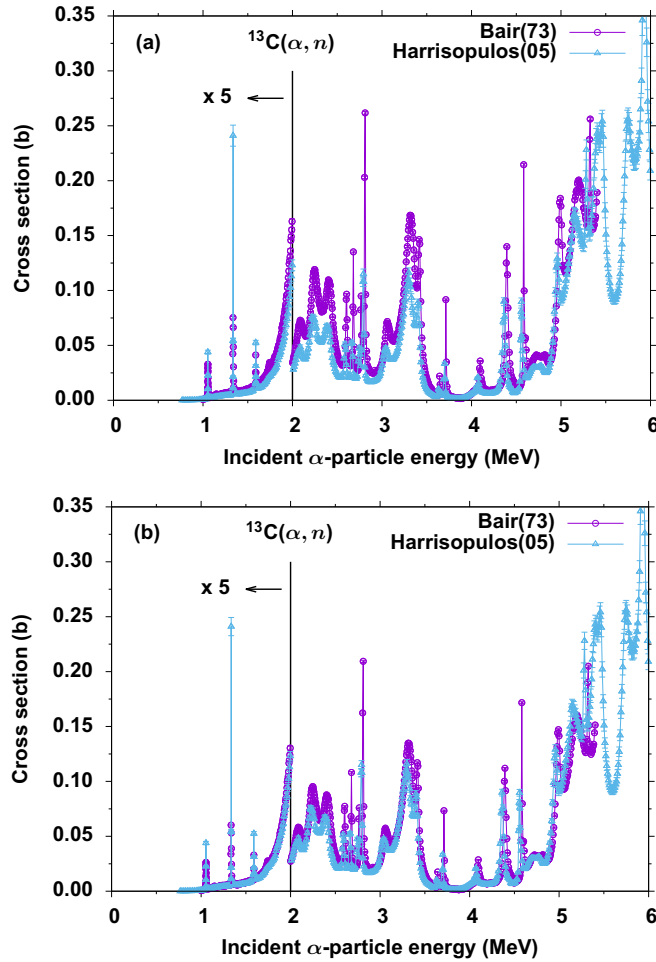 (a)
¹³C(α, n)
Bair(73)
Harrisopulos(05)
x 5
Cross section (b)
0.35
0.30
0.25
0.20
0.15
0.10
0.05
0.00
0 1 2 3 4 5 6
Incident α-particle energy (MeV)
(b)
¹³C(α, n)
Bair(73)
Harrisopulos(05)
x 5
Cross section (b)
0.35
0.30
0.25
0.20
0.15
0.10
0.05
0.00
0 1 2 3 4 5 6
Incident α-particle energy (MeV)